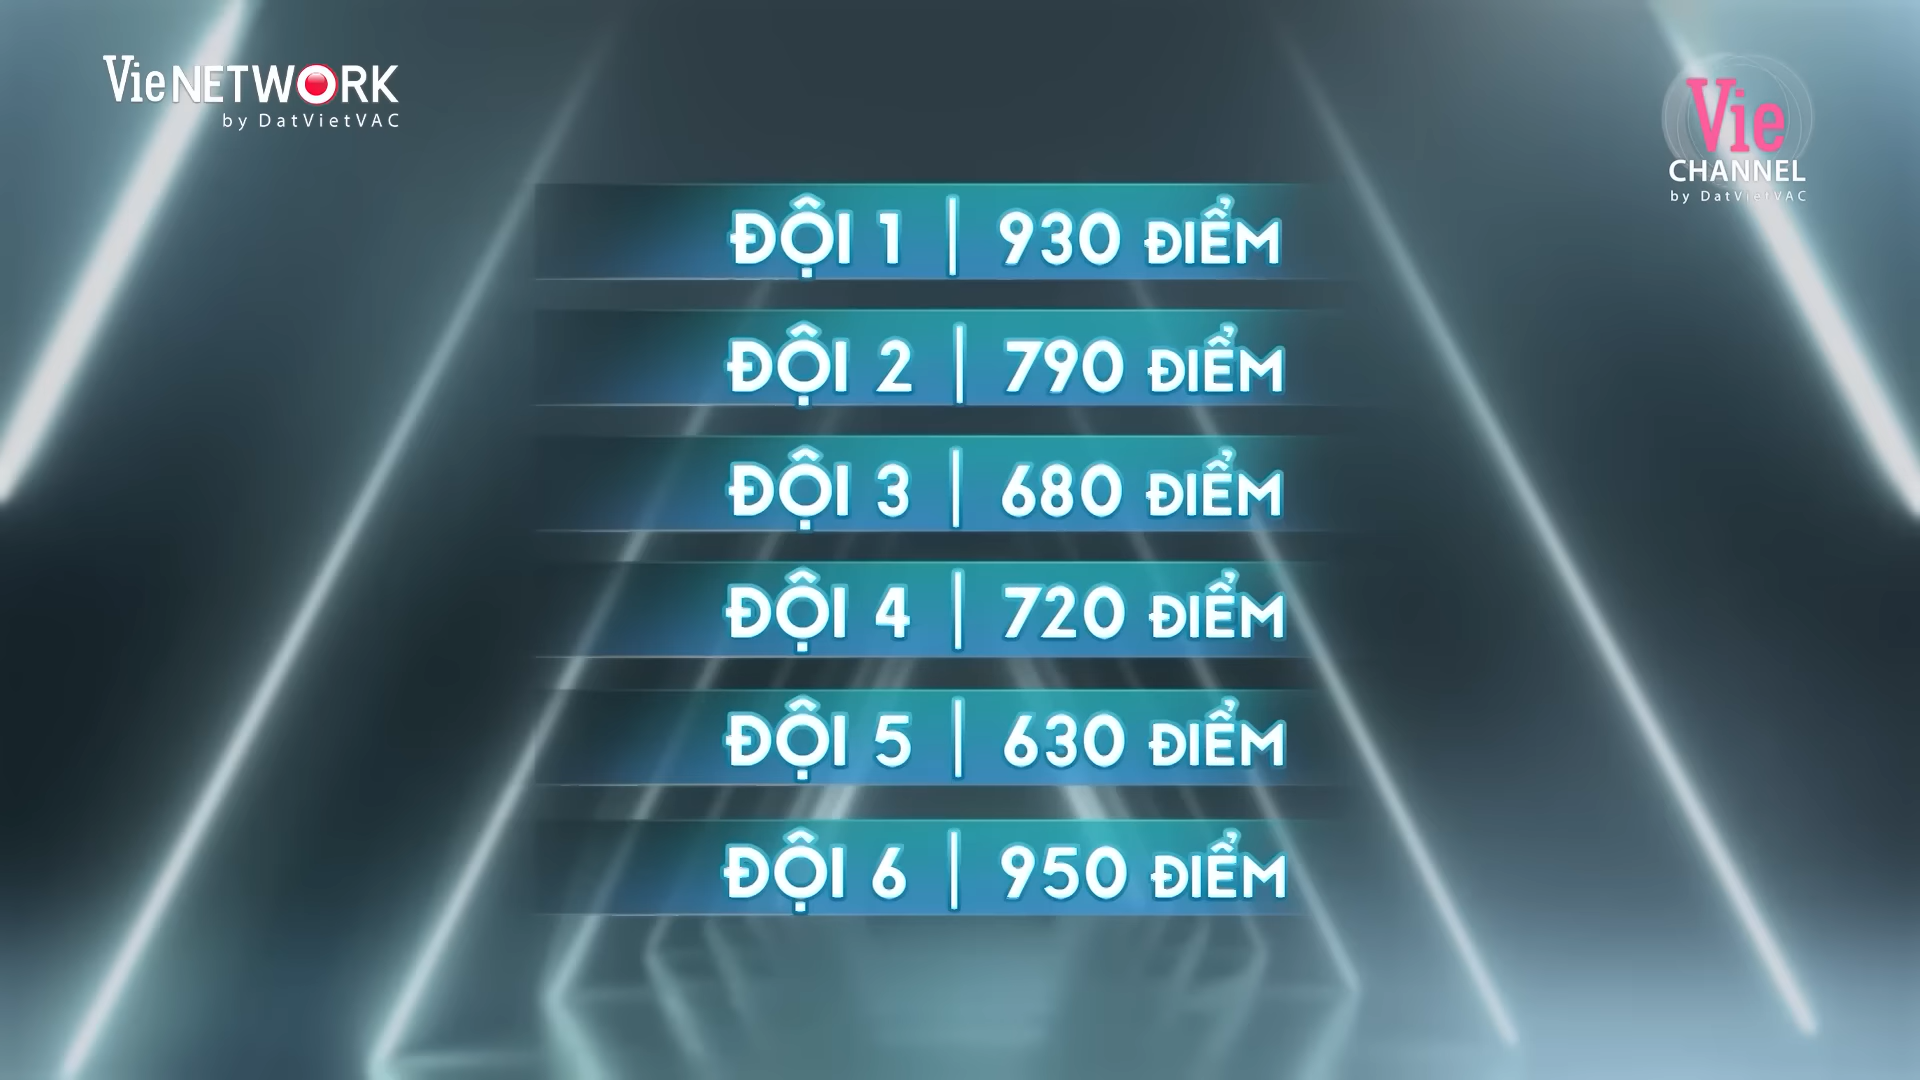 VieNETWORK
by DatVietVAC
Vie
CHANNEL
by DatVietVAC
ĐỘI 1 | 930 ĐIỂM
ĐỘI 2 | 790 ĐIỂM
ĐỘI 3 | 680 ĐIỂM
ĐỘI 4 | 720 ĐIỂM
ĐỘI 5 | 630 ĐIỂM
ĐỘI 6 | 950 ĐIỂM